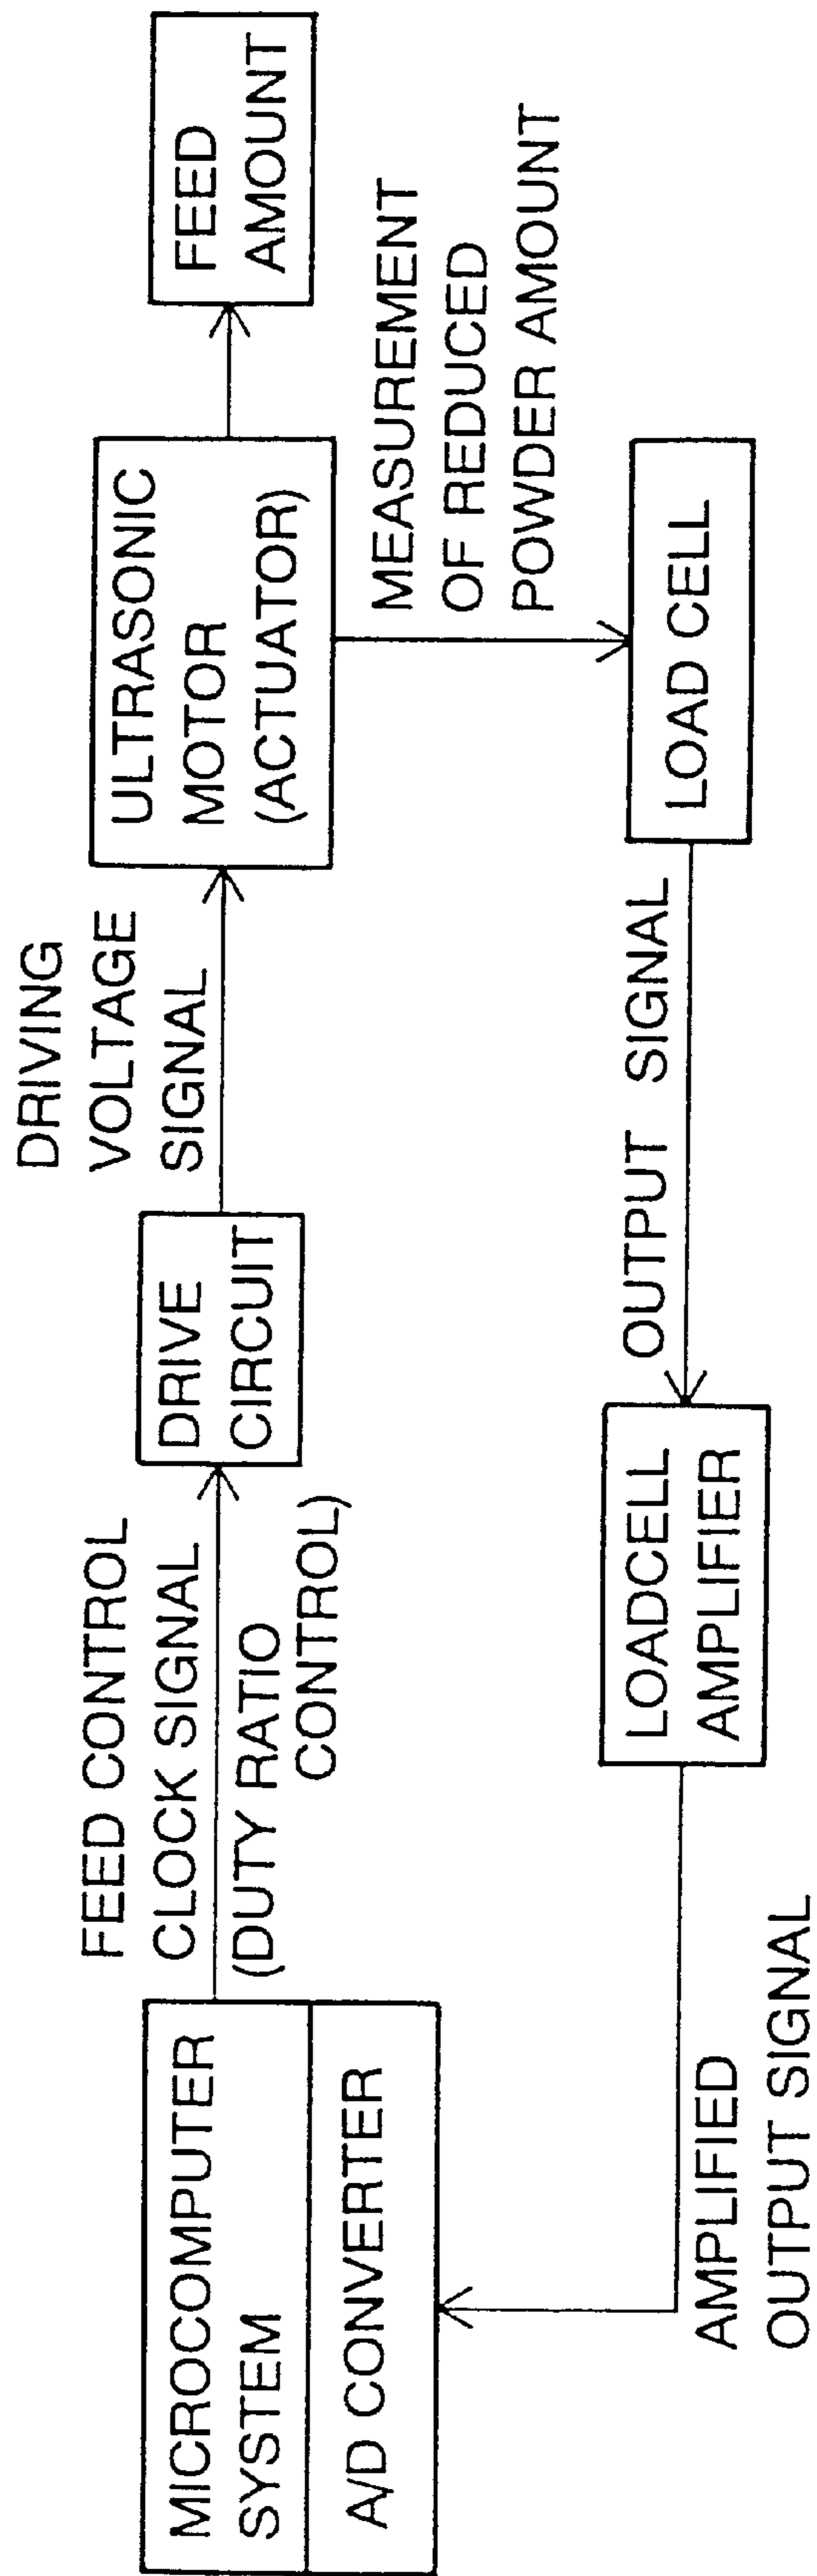 MICROCOMPUTER
SYSTEM
A/D CONVERTER
FEED CONTROL
CLOCK SIGNAL
(DUTY RATIO
CONTROL)
DRIVE
CIRCUIT
DRIVING
VOLTAGE
SIGNAL
ULTRASONIC
MOTOR
(ACTUATOR)
FEED
AMOUNT
MEASUREMENT
OF REDUCED
POWDER AMOUNT
LOAD CELL
OUTPUT SIGNAL
LOADCELL
AMPLIFIER
AMPLIFIED
OUTPUT SIGNAL